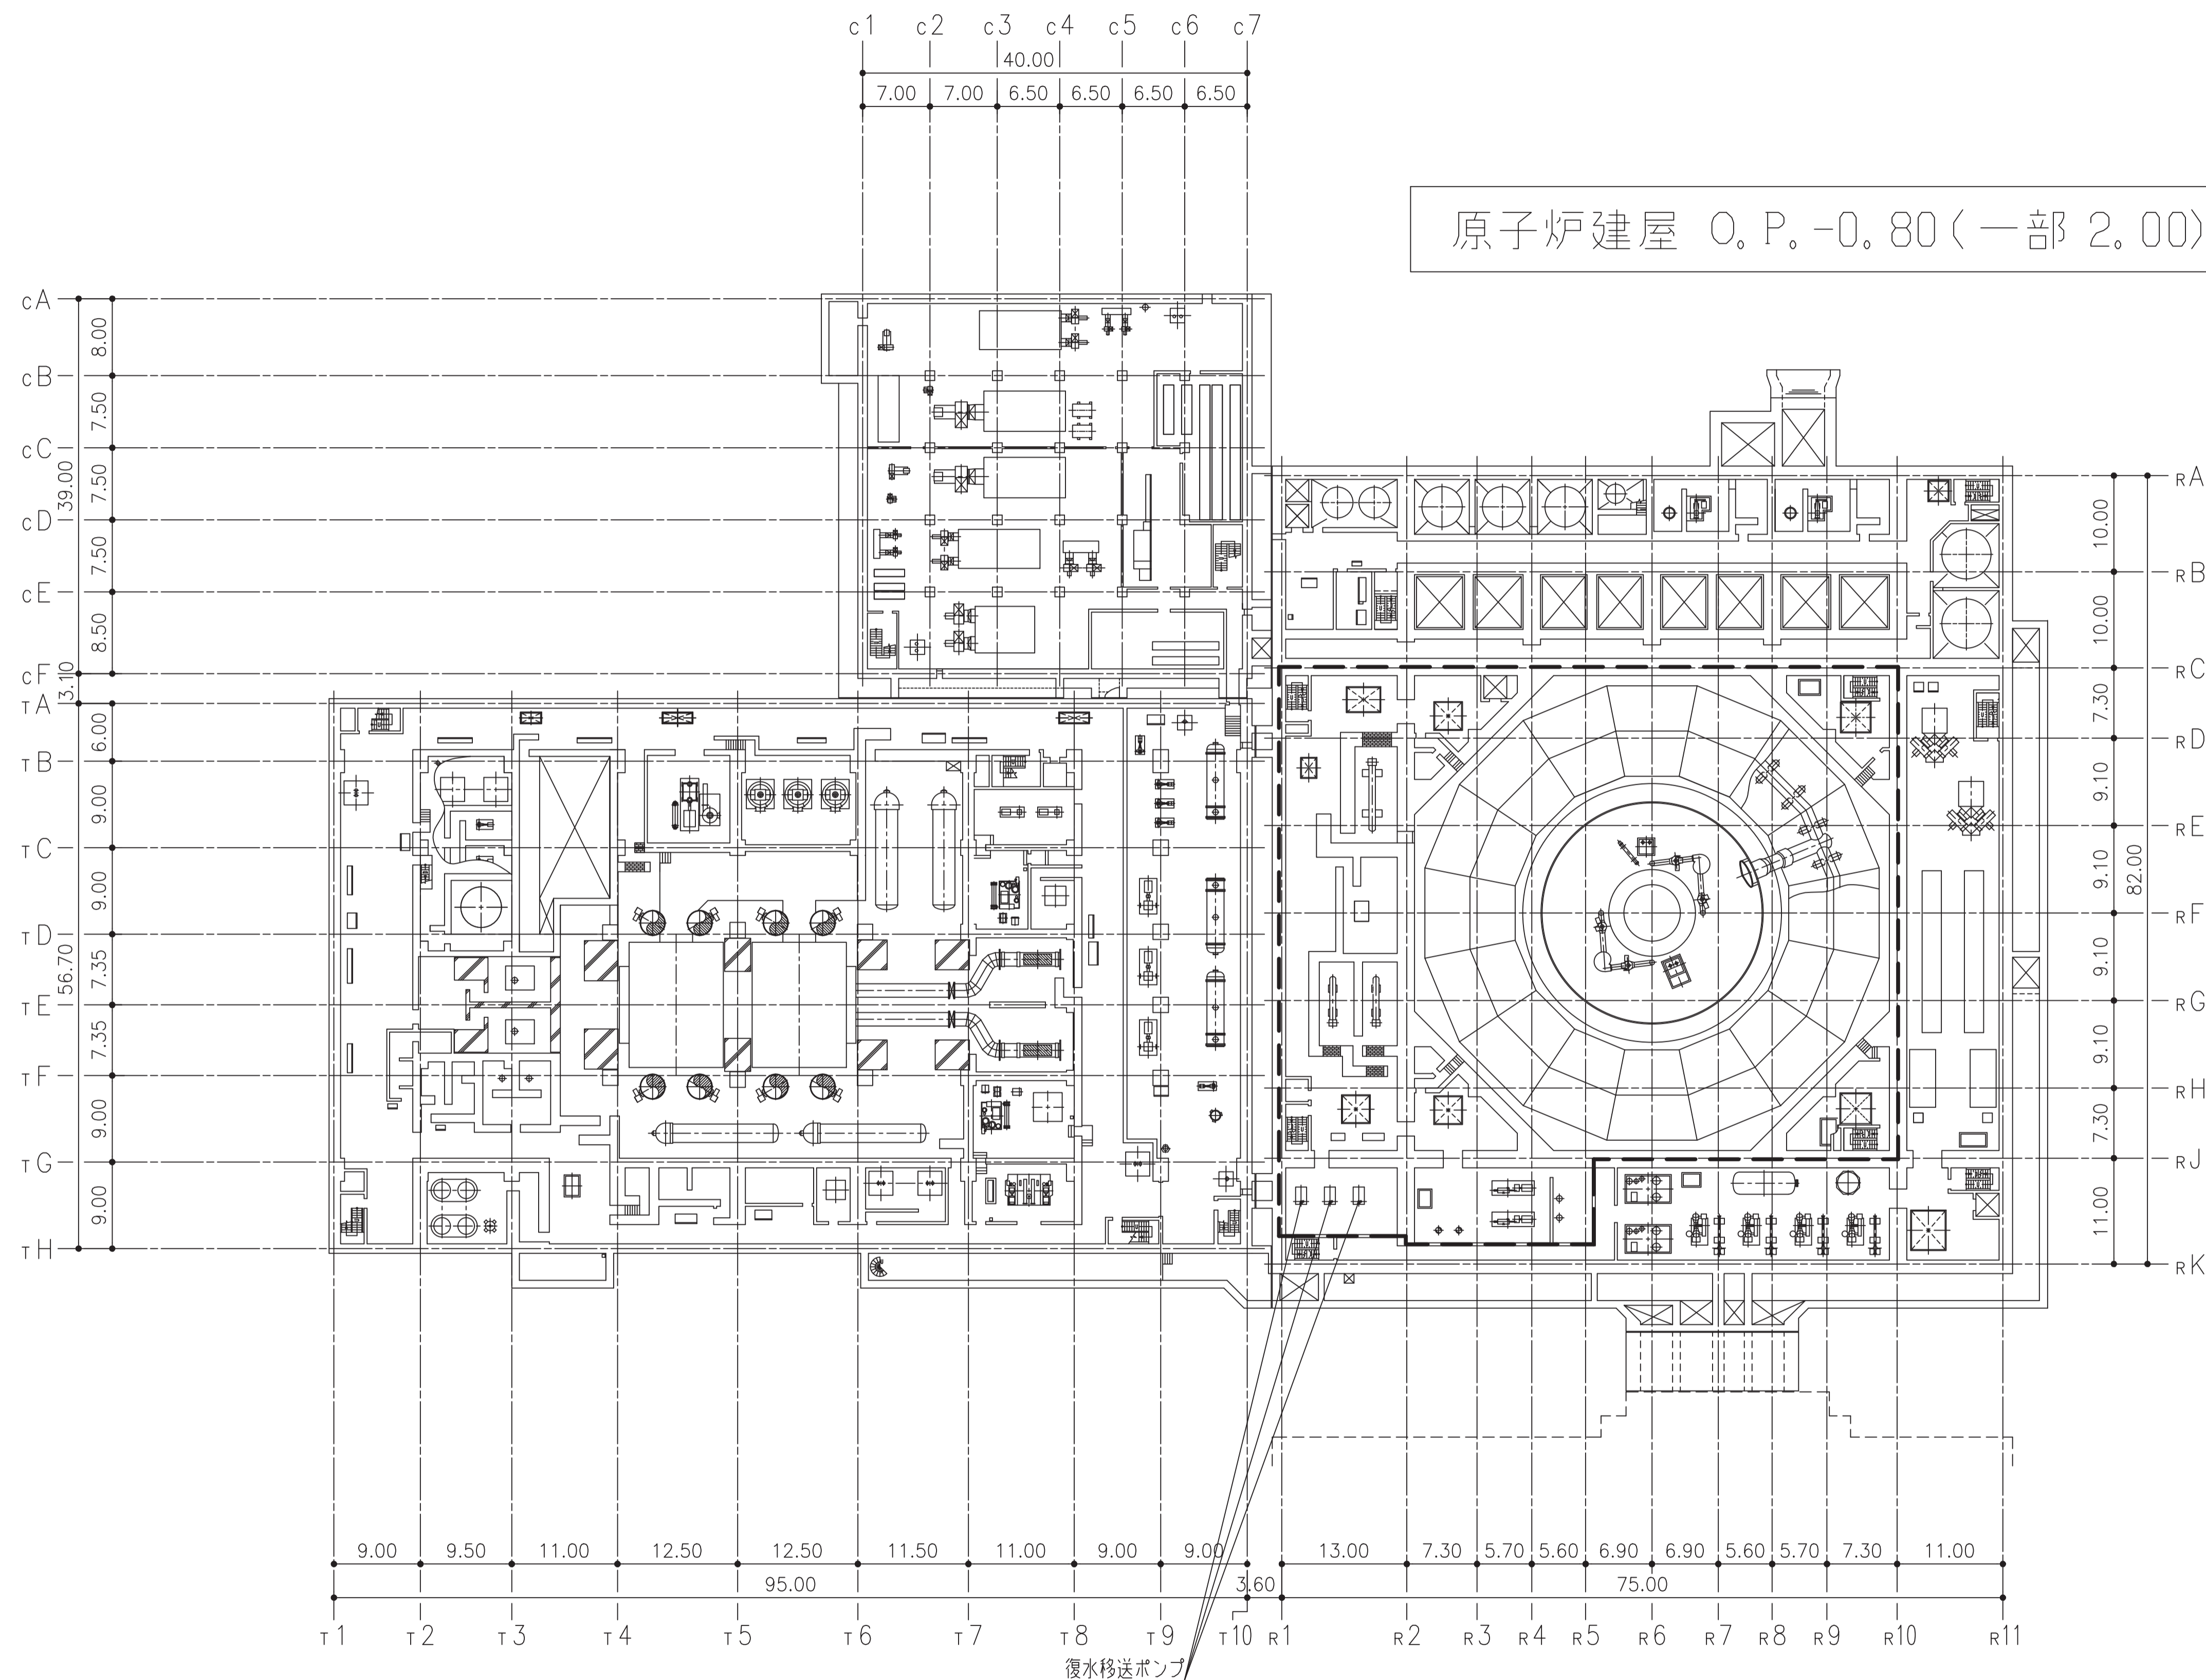 c1 c2 c3 c4 c5 c6 c7
40.00
7.00 7.00 6.50 6.50 6.50 6.50
原子炉建屋 O.P.-0.80(一部 2.00)
cA
8.00
cB
7.50
cC
39.00
7.50
cD
7.50
cE
8.50
cF
3.10
TA
6.00
TB
9.00
TC
9.00
TD
7.35
56.70
TE
7.35
TF
9.00
TG
9.00
TH
RA
10.00
RB
10.00
RC
7.30
RD
9.10
RE
9.10
82.00
RF
9.10
RG
9.10
RH
7.30
RJ
11.00
RK
9.00 9.50 11.00 12.50 12.50 11.50 11.00 9.00 9.00 13.00 7.30 5.70 5.60 6.90 6.90 5.60 5.70 7.30 11.00
95.00 3.60 75.00
T1 T2 T3 T4 T5 T6 T7 T8 T9 T10 R1 R2 R3 R4 R5 R6 R7 R8 R9 R10 R11
復水移送ポンプ